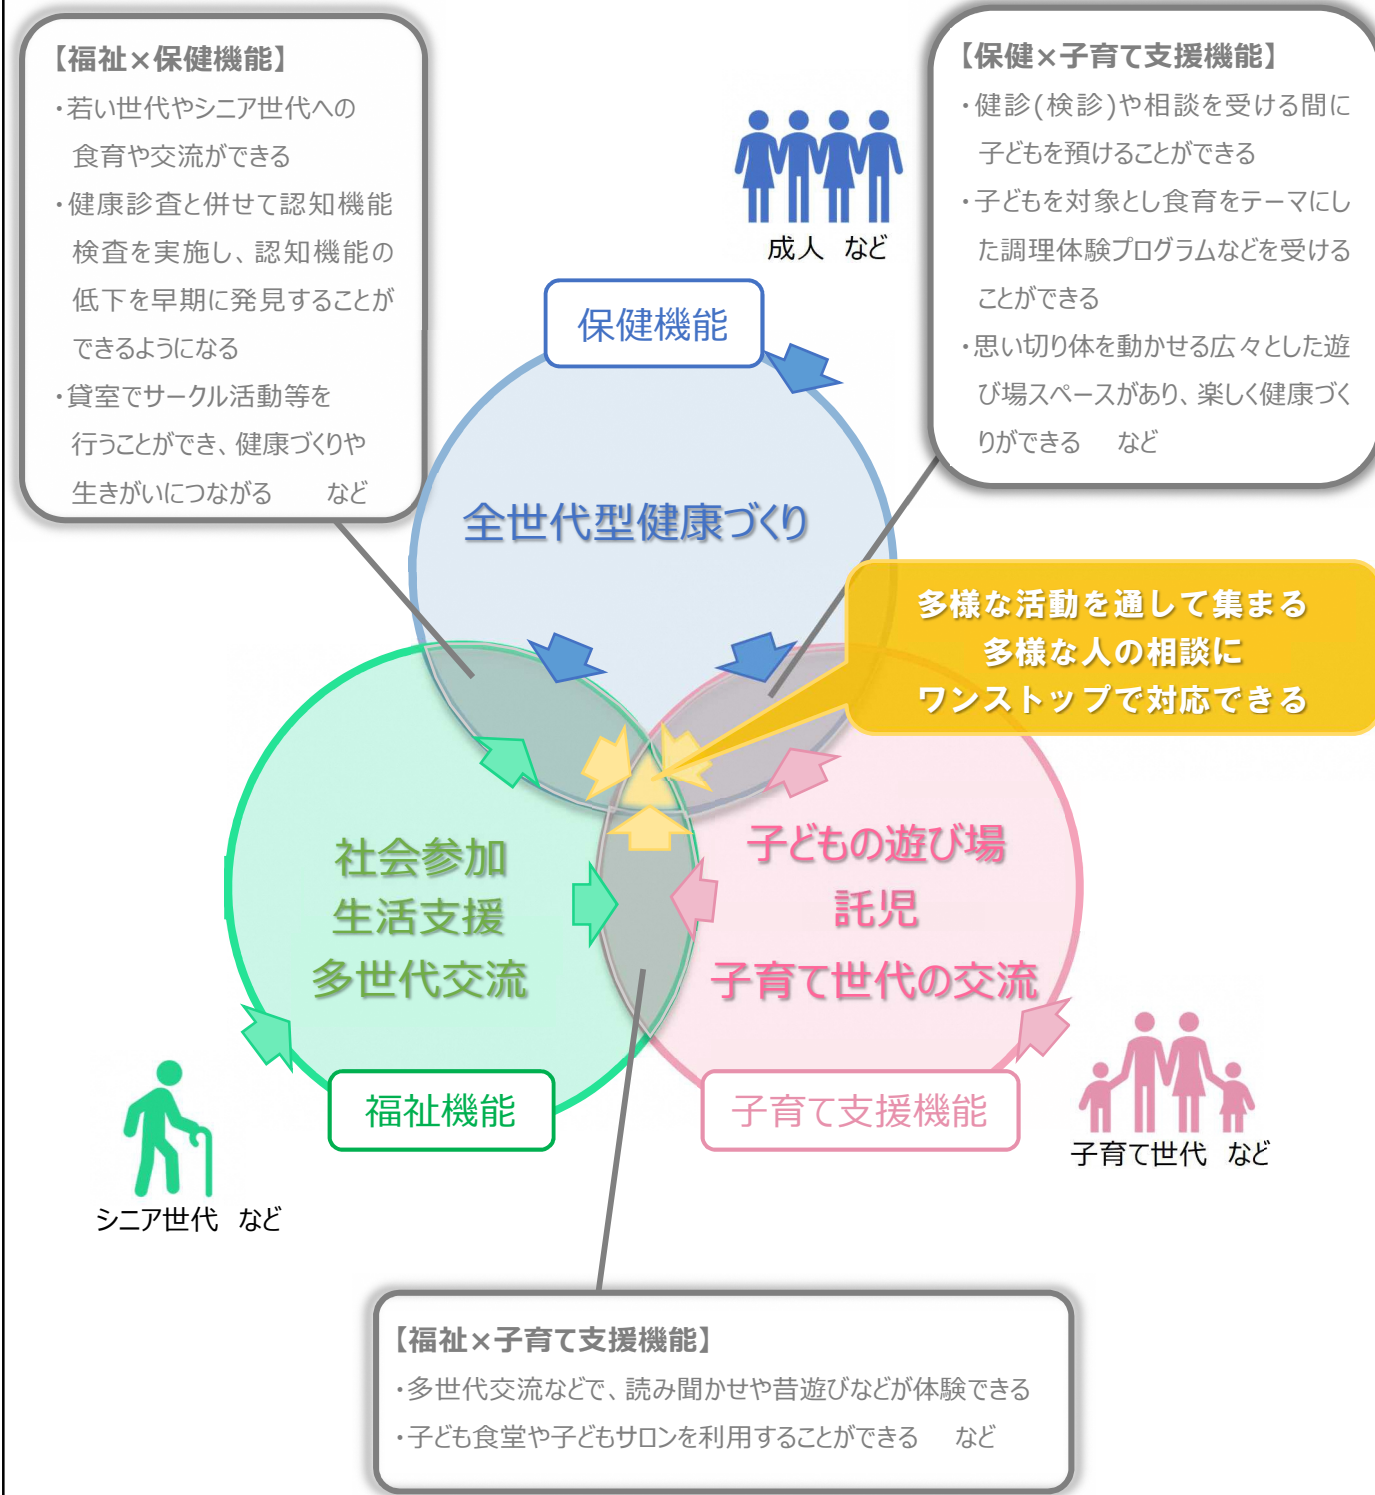 【福祉×保健機能】
・若い世代やシニア世代への
食育や交流ができる
・健康診査と併せて認知機能
検査を実施し、認知機能の
低下を早期に発見することが
できるようになる
・貸室でサークル活動等を
行うことができ、健康づくりや
生きがいにつながる　など
【保健×子育て支援機能】
・健診(検診)や相談を受ける間に
子どもを預けることができる
・子どもを対象とし食育をテーマにし
た調理体験プログラムなどを受ける
ことができる
・思い切り体を動かせる広々とした遊
び場スペースがあり、楽しく健康づく
りができる　など
成人　など
保健機能
全世代型健康づくり
多様な活動を通して集まる
多様な人の相談に
ワンストップで対応できる
社会参加
生活支援
多世代交流
子どもの遊び場
託児
子育て世代の交流
福祉機能
子育て支援機能
シニア世代　など
子育て世代　など
【福祉×子育て支援機能】
・多世代交流などで、読み聞かせや昔遊びなどが体験できる
・子ども食堂や子どもサロンを利用することができる　など